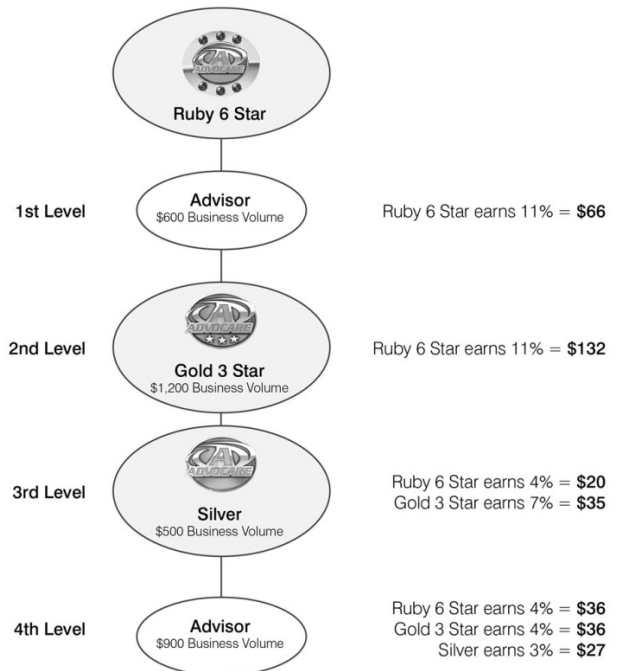 ADVOCARE
Ruby 6 Star
1st Level
Advisor
$600 Business Volume
Ruby 6 Star earns 11% = $66
ADVOCARE
2nd Level
Gold 3 Star
$1,200 Business Volume
Ruby 6 Star earns 11% = $132
ADVOCARE
3rd Level
Silver
$500 Business Volume
Ruby 6 Star earns 4% = $20
Gold 3 Star earns 7% = $35
4th Level
Advisor
$900 Business Volume
Ruby 6 Star earns 4% = $36
Gold 3 Star earns 4% = $36
Silver earns 3% = $27